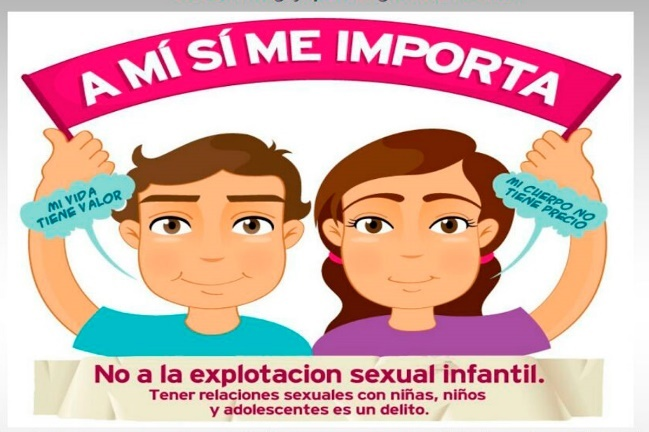 A MÍ SÍ ME IMPORTA
MI VIDA
TIENE VALOR
MI CUERPO NO
TIENE PRECIO
No a la explotacion sexual infantil.
Tener relaciones sexuales con niñas, niños
y adolescentes es un delito.